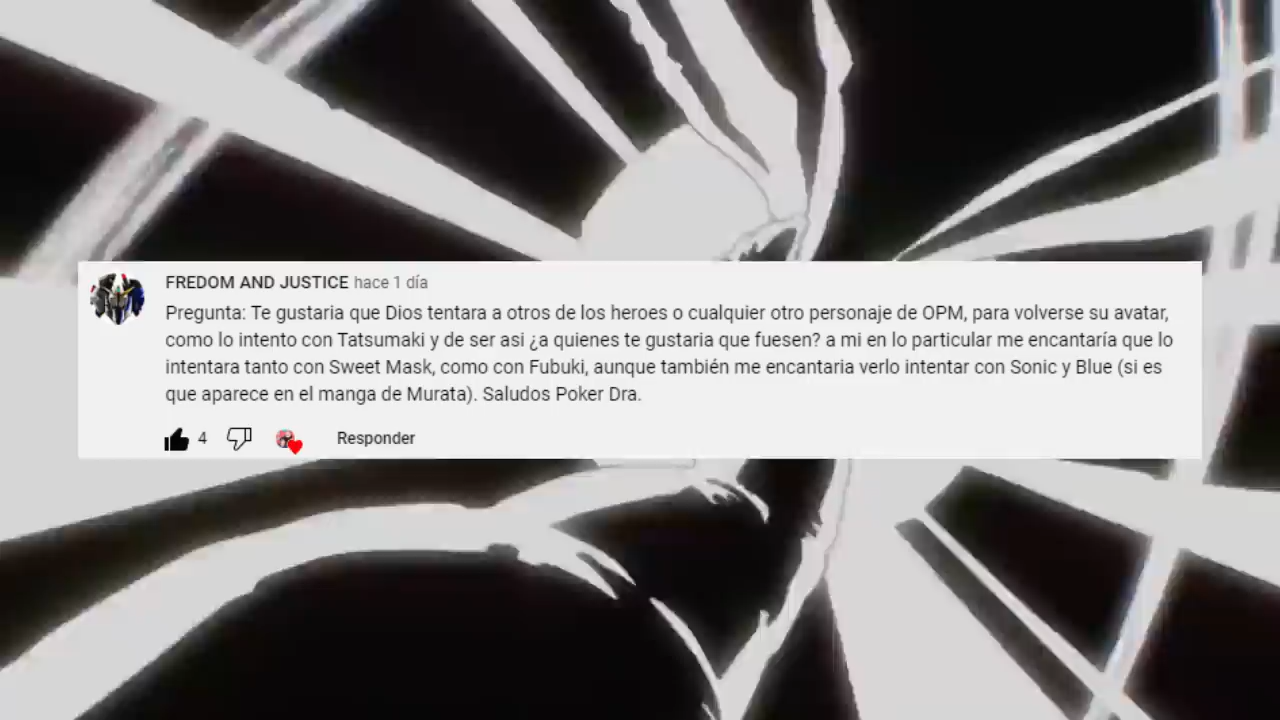 FREDOM AND JUSTICE hace 1 día
Pregunta: Te gustaria que Dios tentara a otros de los heroes o cualquier otro personaje de OPM, para volverse su avatar,
como lo intento con Tatsumaki y de ser asi ¿a quienes te gustaria que fuesen? a mi en lo particular me encantaría que lo
intentara tanto con Sweet Mask, como con Fubuki, aunque también me encantaria verlo intentar con Sonic y Blue (si es
que aparece en el manga de Murata). Saludos Poker Dra.
4 Responder